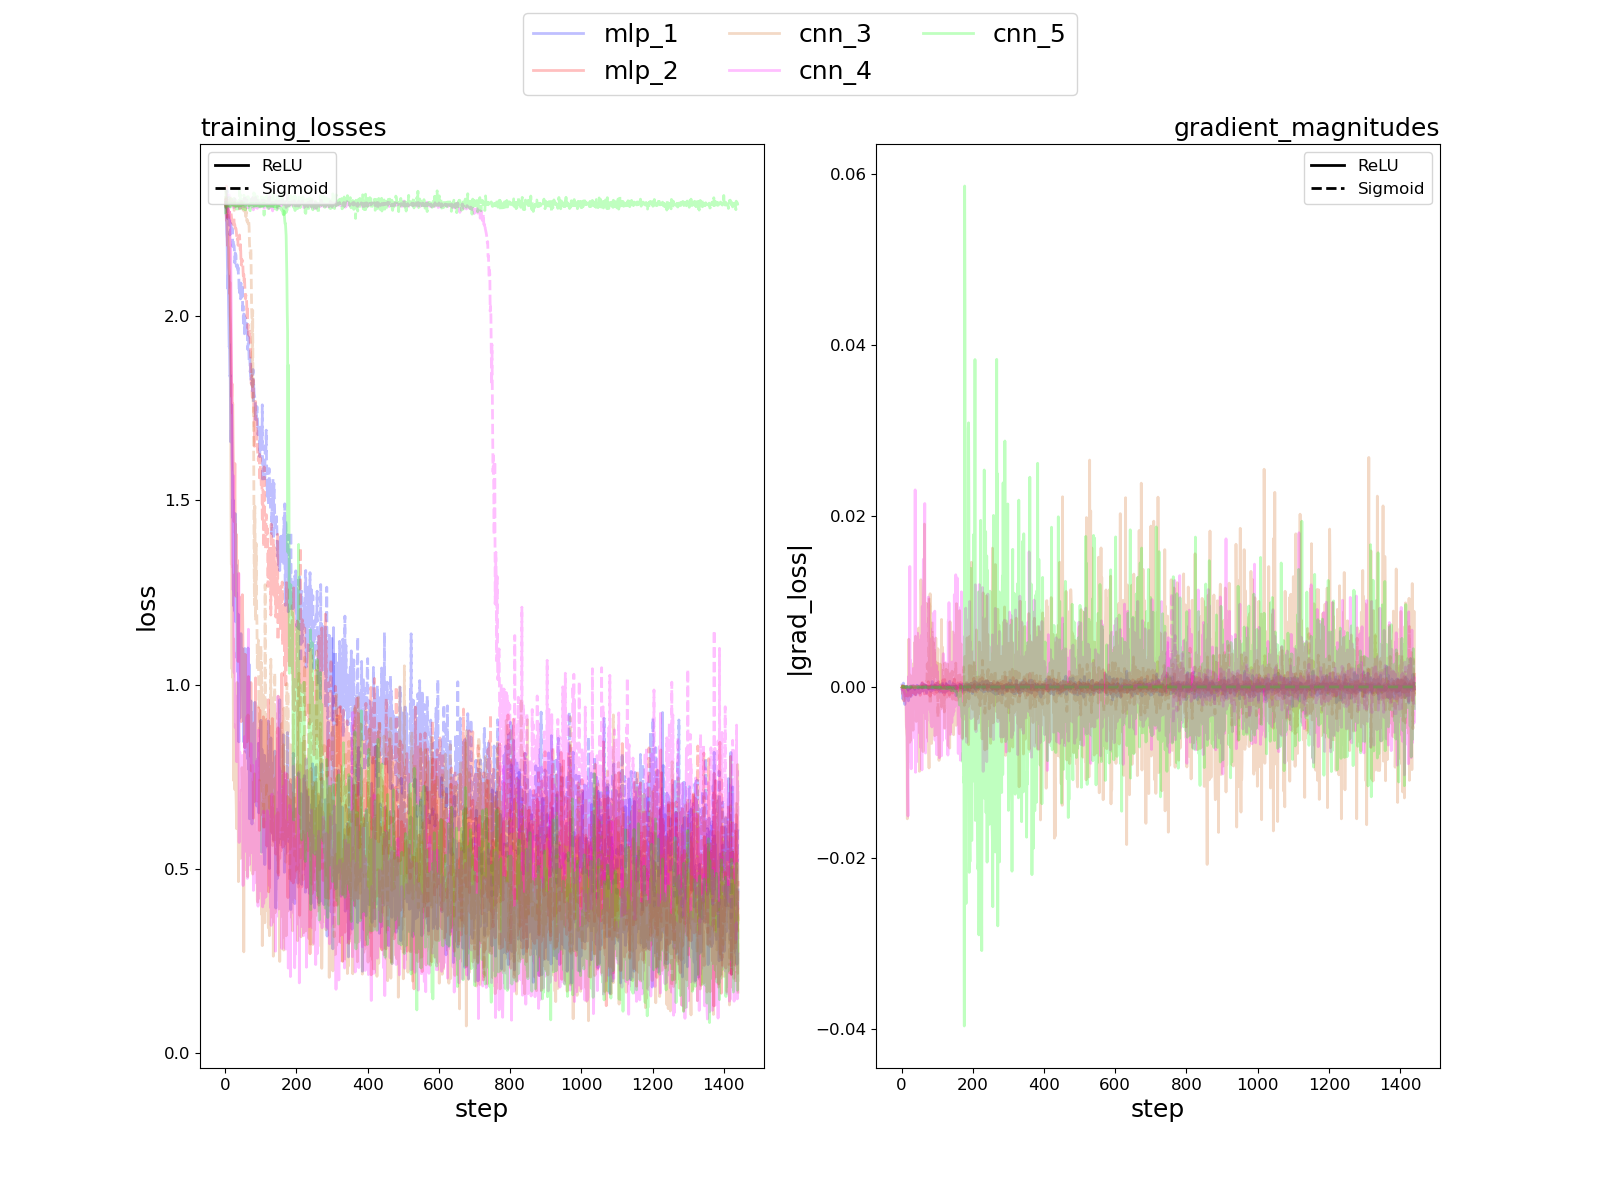 mlp_1 cnn_3 cnn_5
mlp_2 cnn_4
training_losses
gradient_magnitudes
ReLU
Sigmoid
ReLU
Sigmoid
loss
2.0
1.5
1.0
0.5
0.0
0 200 400 600 800 1000 1200 1400
step
|grad_loss|
0.06
0.04
0.02
0.00
−0.02
−0.04
0 200 400 600 800 1000 1200 1400
step